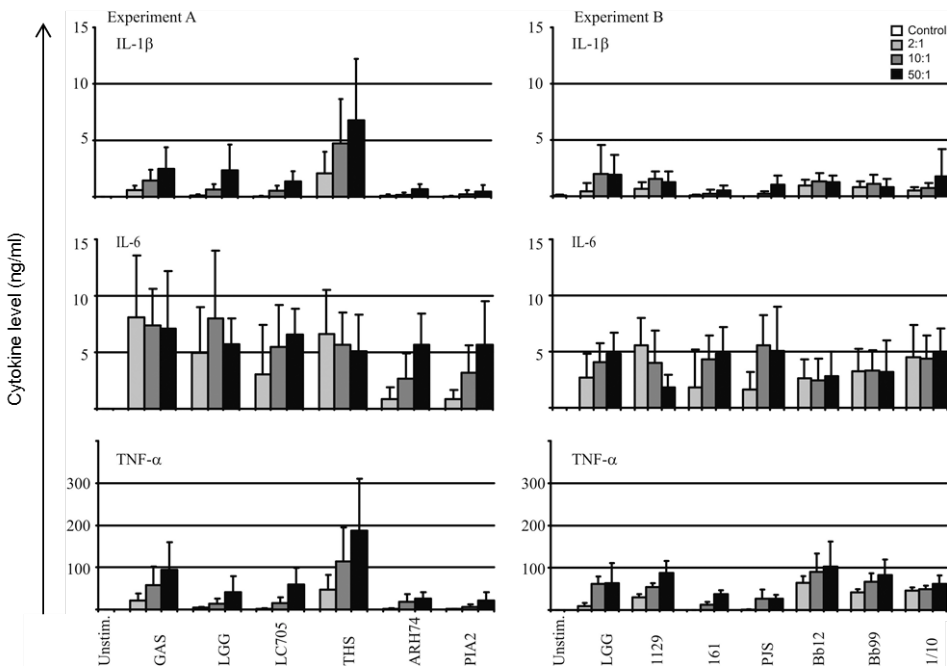 Cytokine level (ng/ml)
Experiment A
IL-1β
15
10
5
IL-6
15
10
5
TNF-α
300
200
100
0
Unstim.
GAS
LGG
LC705
THS
ARH74
PIA2
Experiment B
IL-1β
15
10
5
IL-6
15
10
5
TNF-α
300
200
100
0
Unstim.
LGG
1129
161
PJS
Bb12
Bb99
1/10
Control
2:1
10:1
50:1